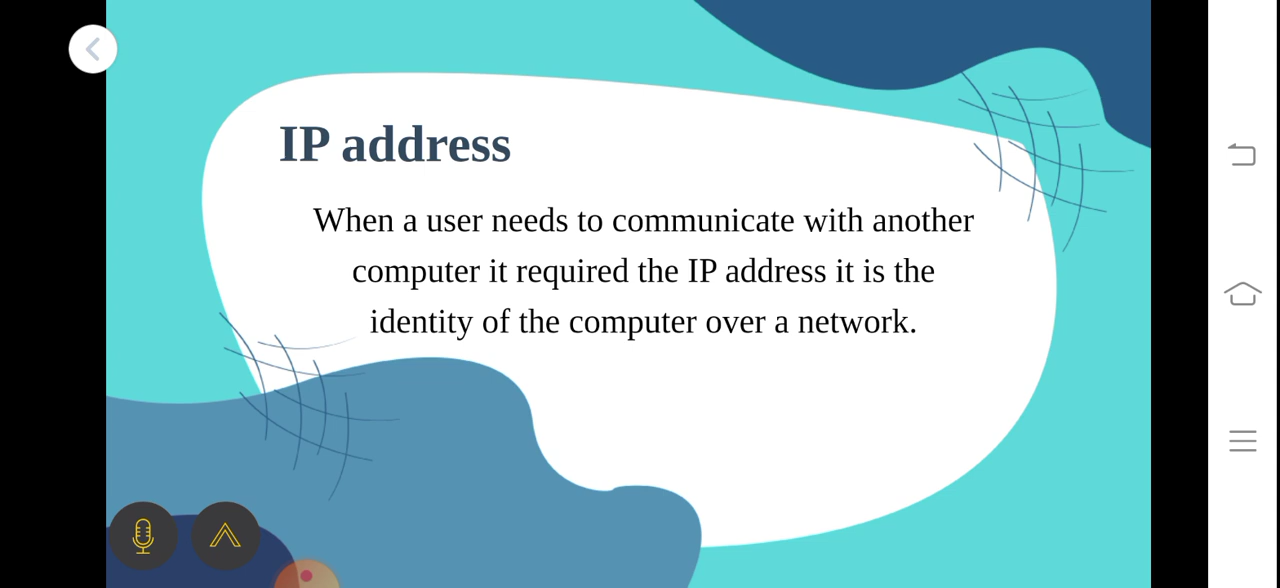 IP address
When a user needs to communicate with another
computer it required the IP address it is the
identity of the computer over a network.